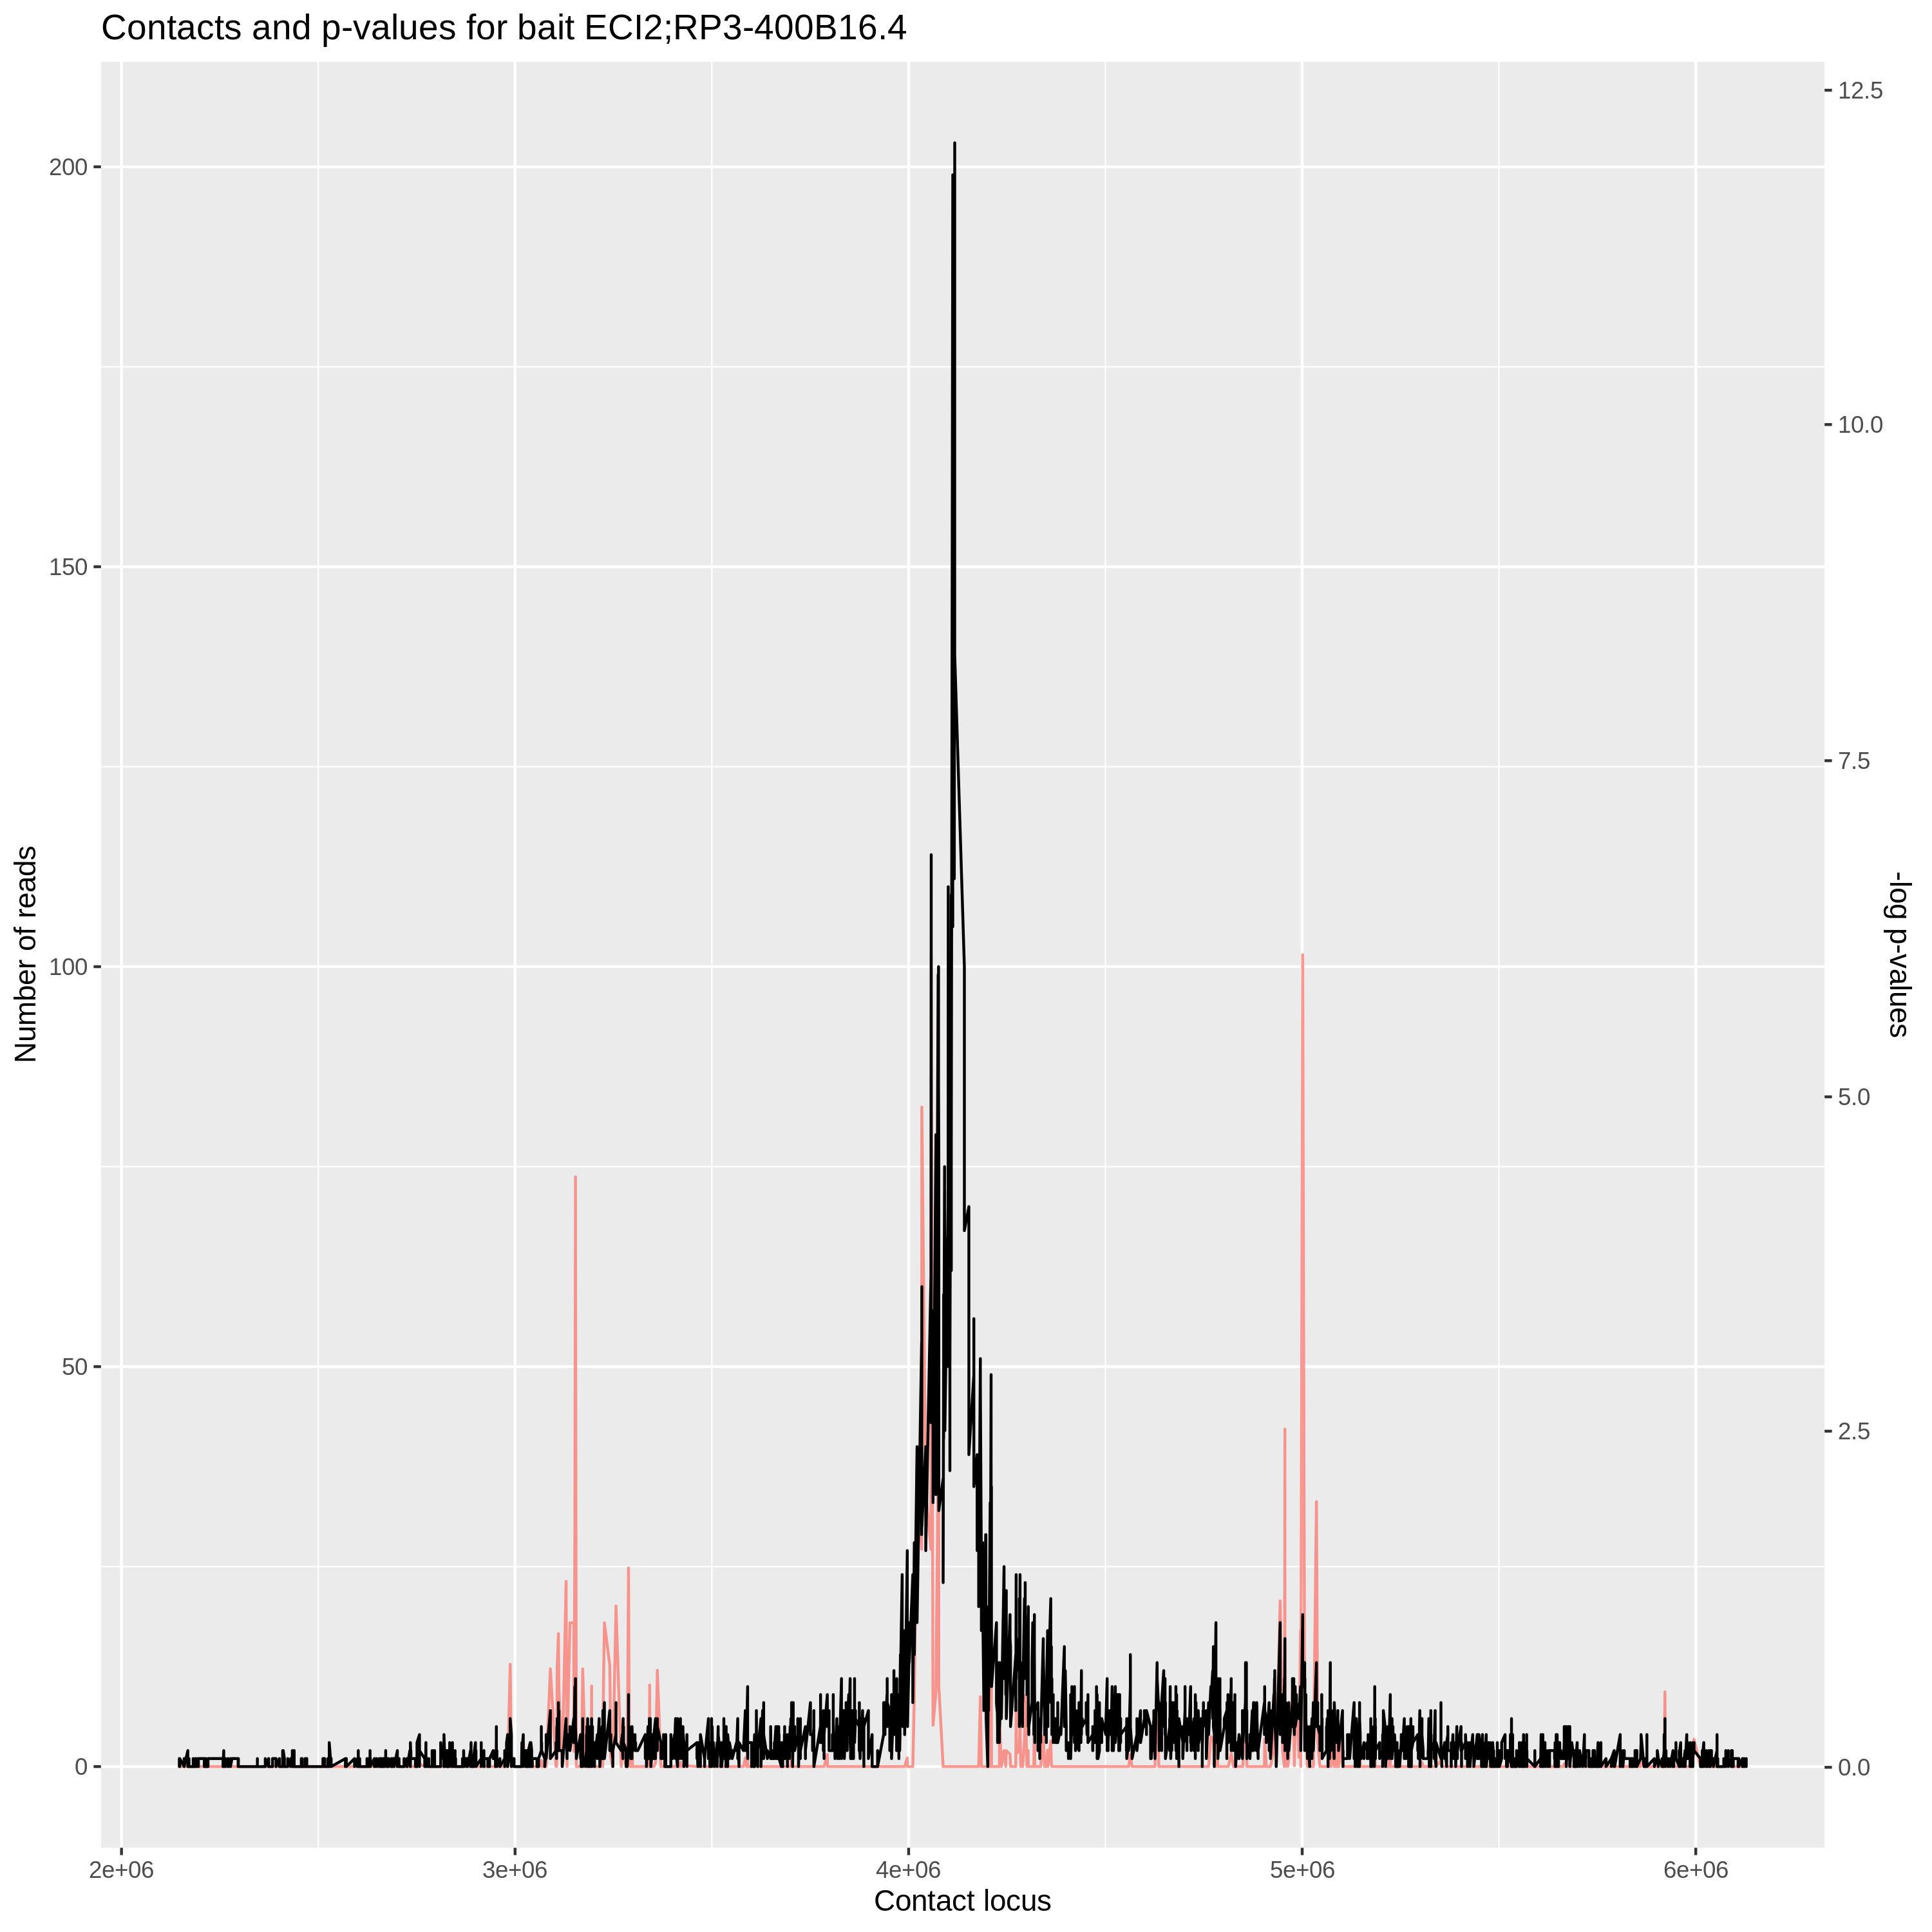 Contacts and p-values for bait ECI2;RP3-400B16.4
Number of reads
200
150
100
50
0
12.5
10.0
7.5
5.0
2.5
0.0
-log p-values
2e+06
3e+06
4e+06
5e+06
6e+06
Contact locus